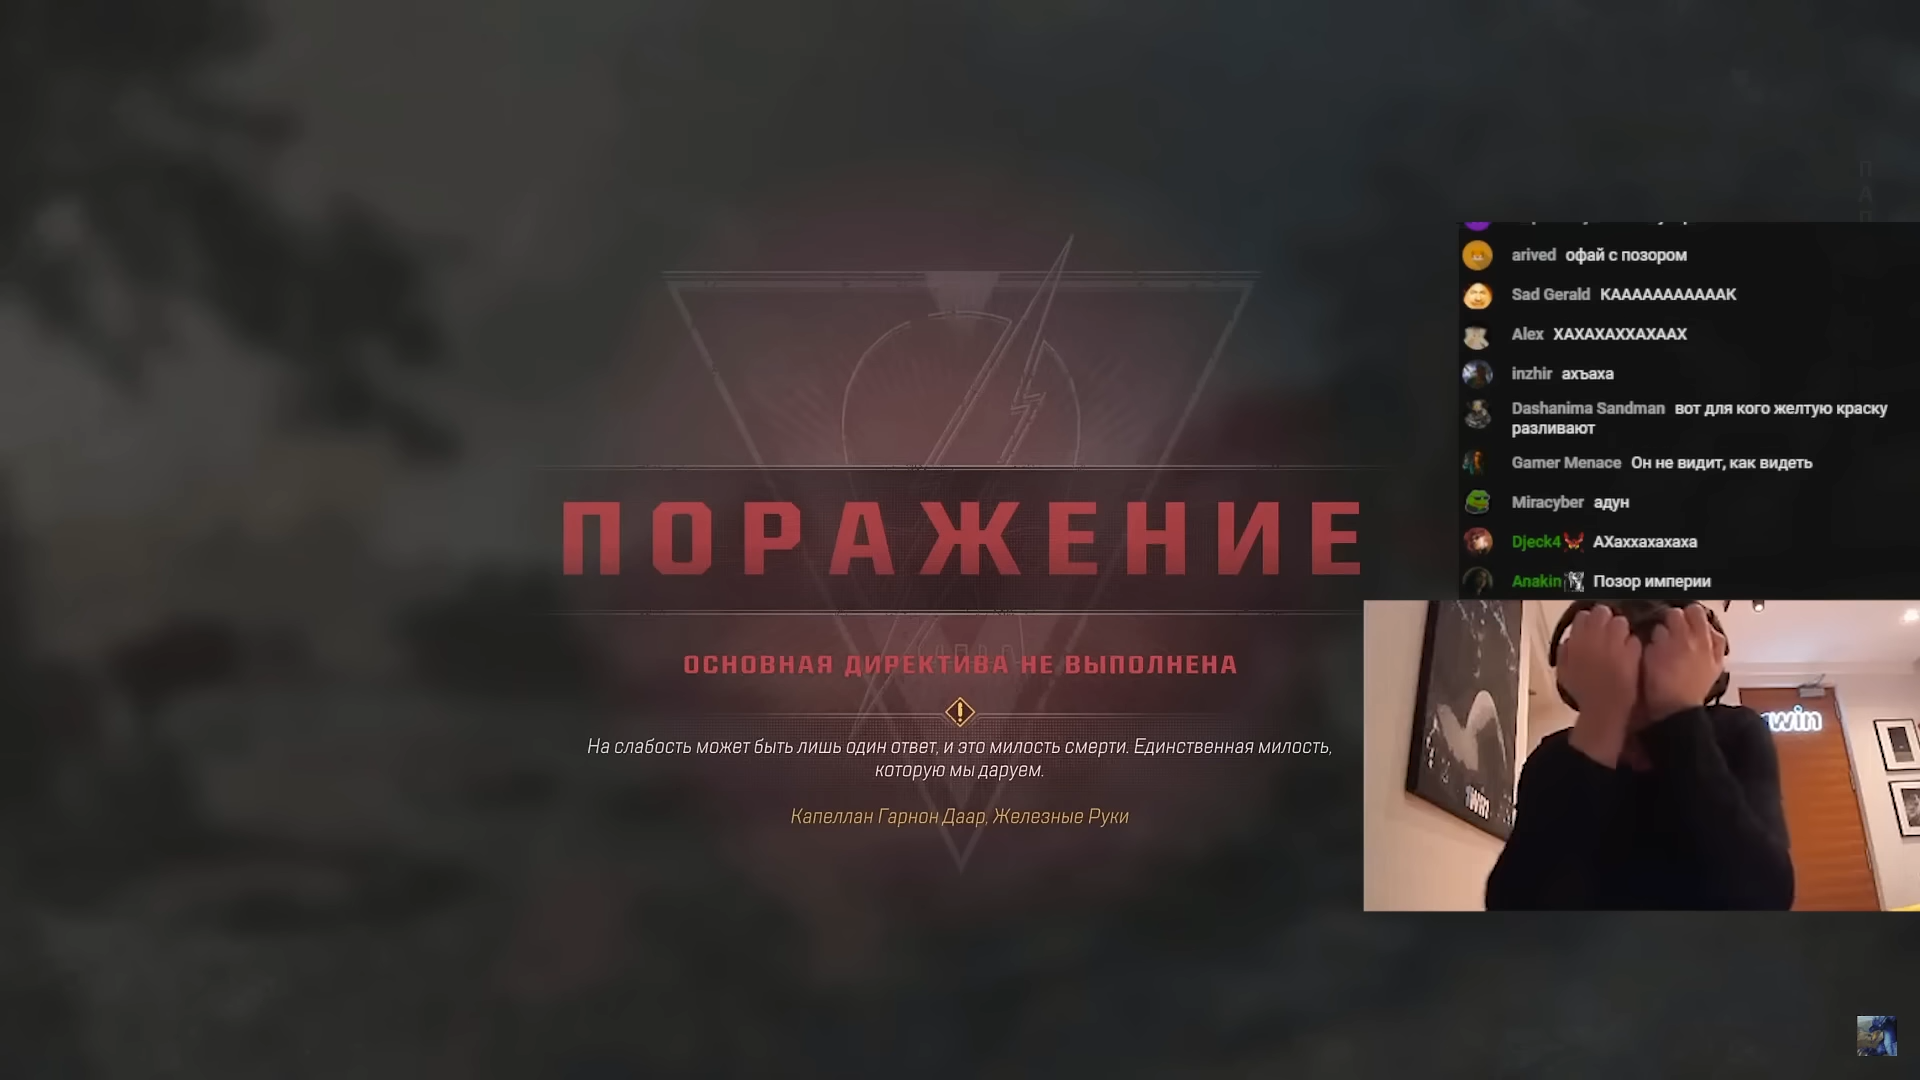 ПОРАЖЕНИЕ
ОСНОВНАЯ ДИРЕКТИВА НЕ ВЫПОЛНЕНА
На слабость может быть лишь один ответ, и это милость смерти. Единственная милость,
которую мы даруем.
Капеллан Гарнон Даар, Железные Руки
arived офай с позором
Sad Gerald КАААААААААААК
Alex ХАХАХАХХАХААХ
inzhir ахъаха
Dashanima Sandman вот для кого желтую краску
разливают
Gamer Menace Он не видит, как видеть
Miracyber адун
Djeck4 АХаххахахаха
Anakin Позор империи
win